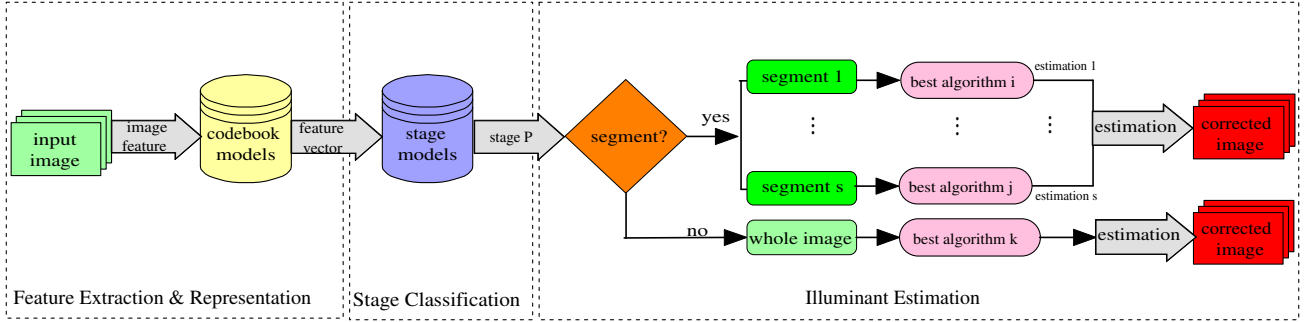 input
image
image
feature
codebook
models
feature
vector
stage
models
stage P
segment?
yes
no
segment 1
best algorithm i
estimation 1
segment s
best algorithm j
estimation s
estimation
corrected
image
whole image
best algorithm k
estimation
corrected
image
Feature Extraction & Representation
Stage Classification
Illuminant Estimation